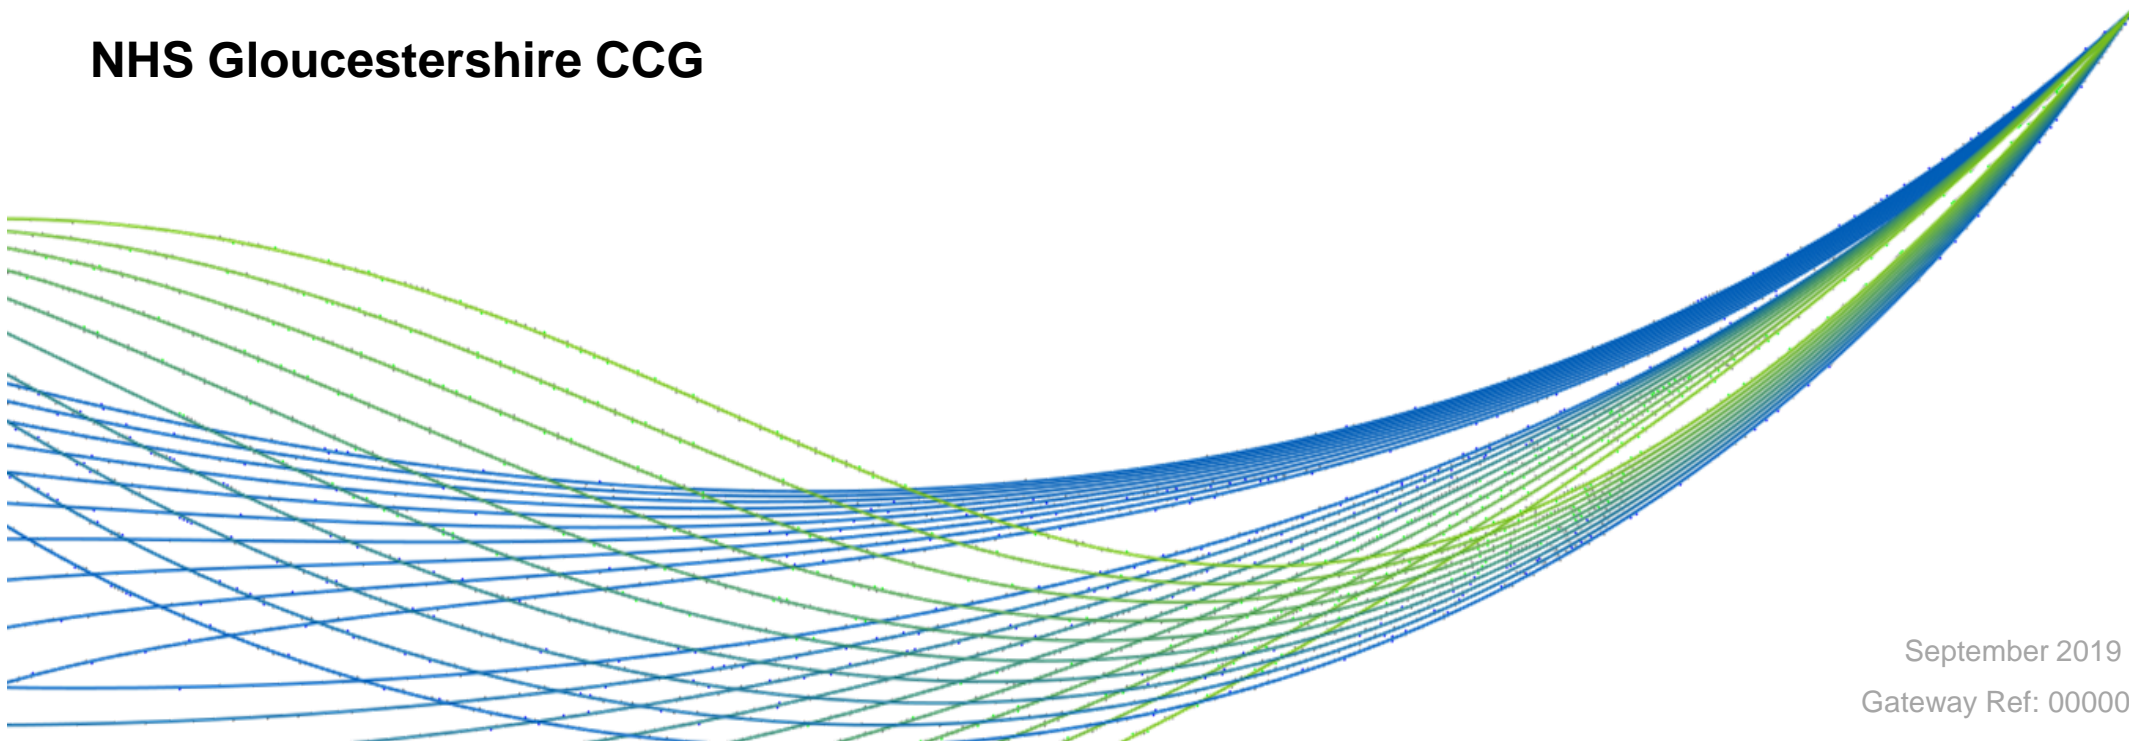 NHS Gloucestershire CCG
September 2019
Gateway Ref: 00000